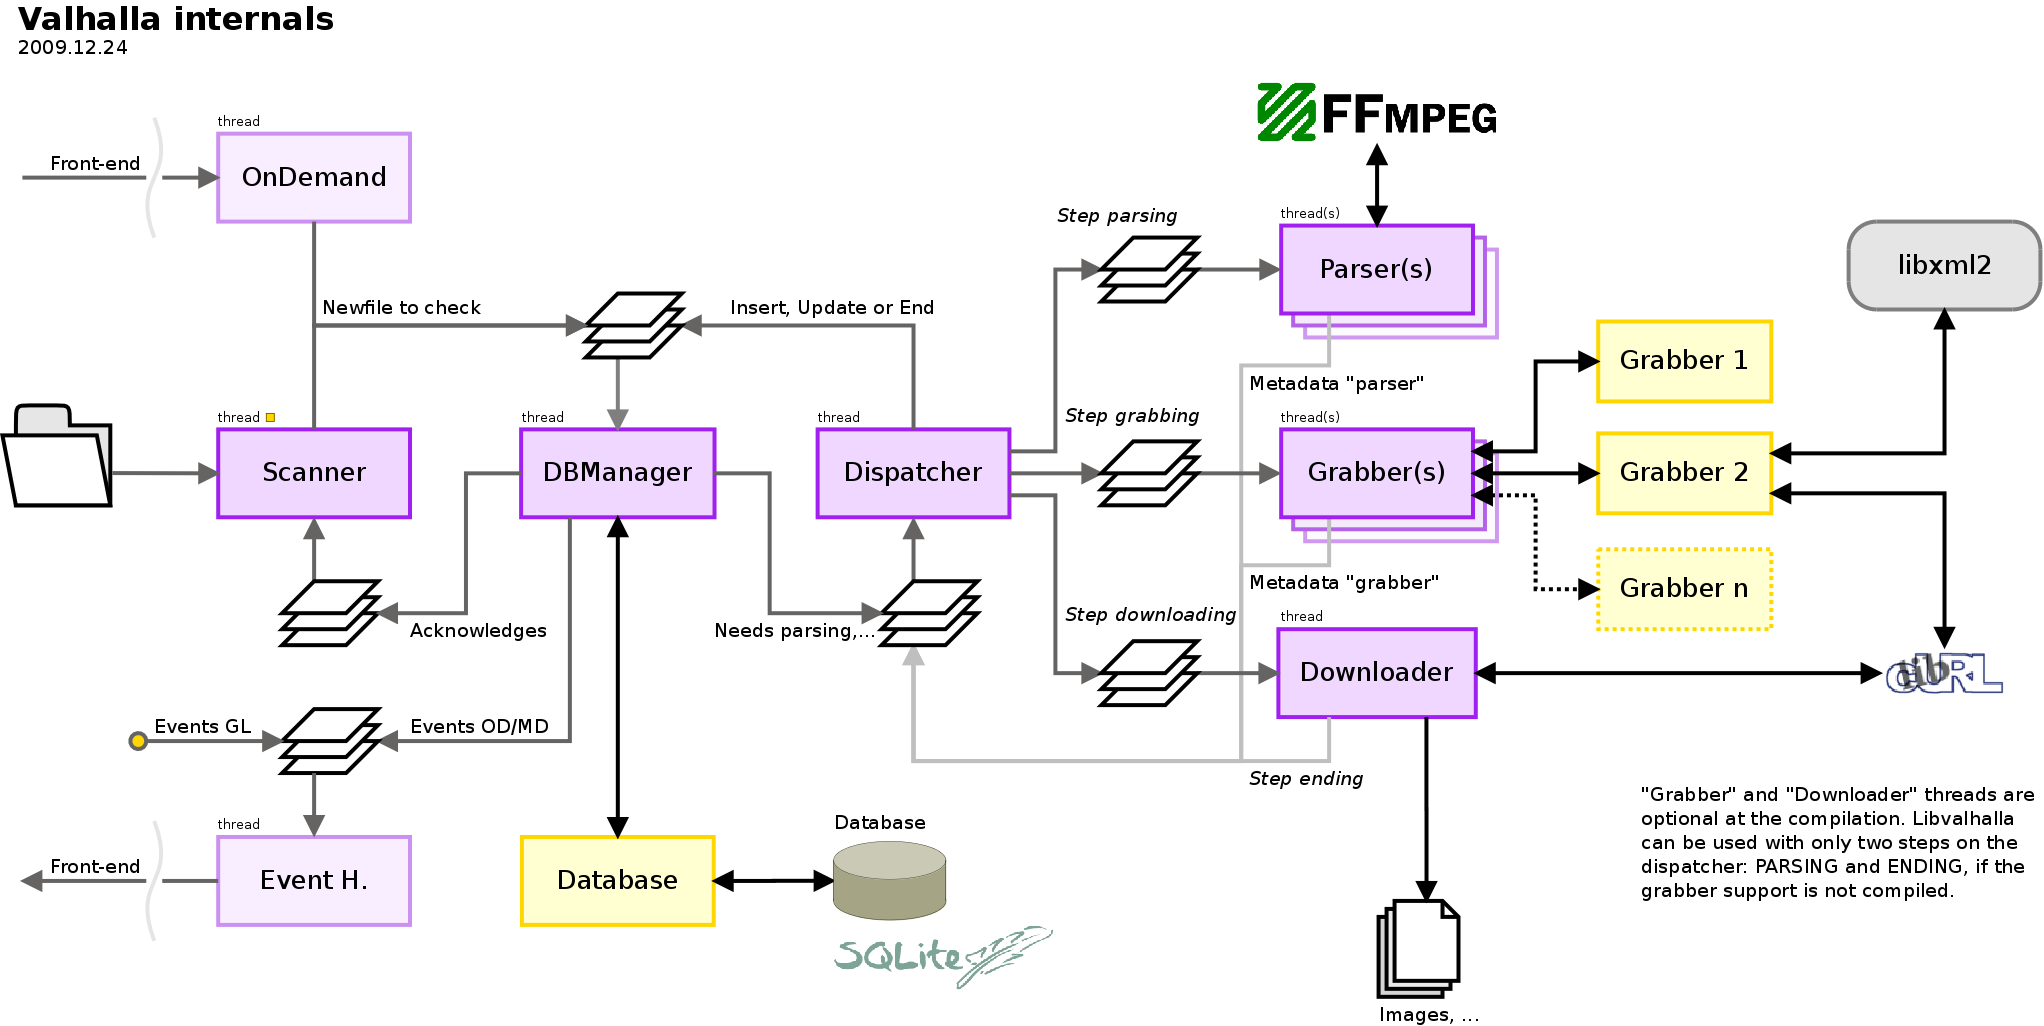 Valhalla internals
2009.12.24
FFMPEG
thread
Front-end
OnDemand
Step parsing
thread(s)
Parser(s)
libxml2
Newfile to check
Insert, Update or End
Metadata "parser"
Grabber 1
thread
Scanner
thread
DBManager
thread
Dispatcher
Step grabbing
thread(s)
Grabber(s)
Grabber 2
Metadata "grabber"
Grabber n
Acknowledges
Needs parsing,...
Step downloading
thread
Downloader
libcURL
Events GL
Events OD/MD
Step ending
"Grabber" and "Downloader" threads are
optional at the compilation. Libvalhalla
can be used with only two steps on the
dispatcher: PARSING and ENDING, if the
grabber support is not compiled.
thread
Front-end
Event H.
Database
Database
SQLite
Images, ...